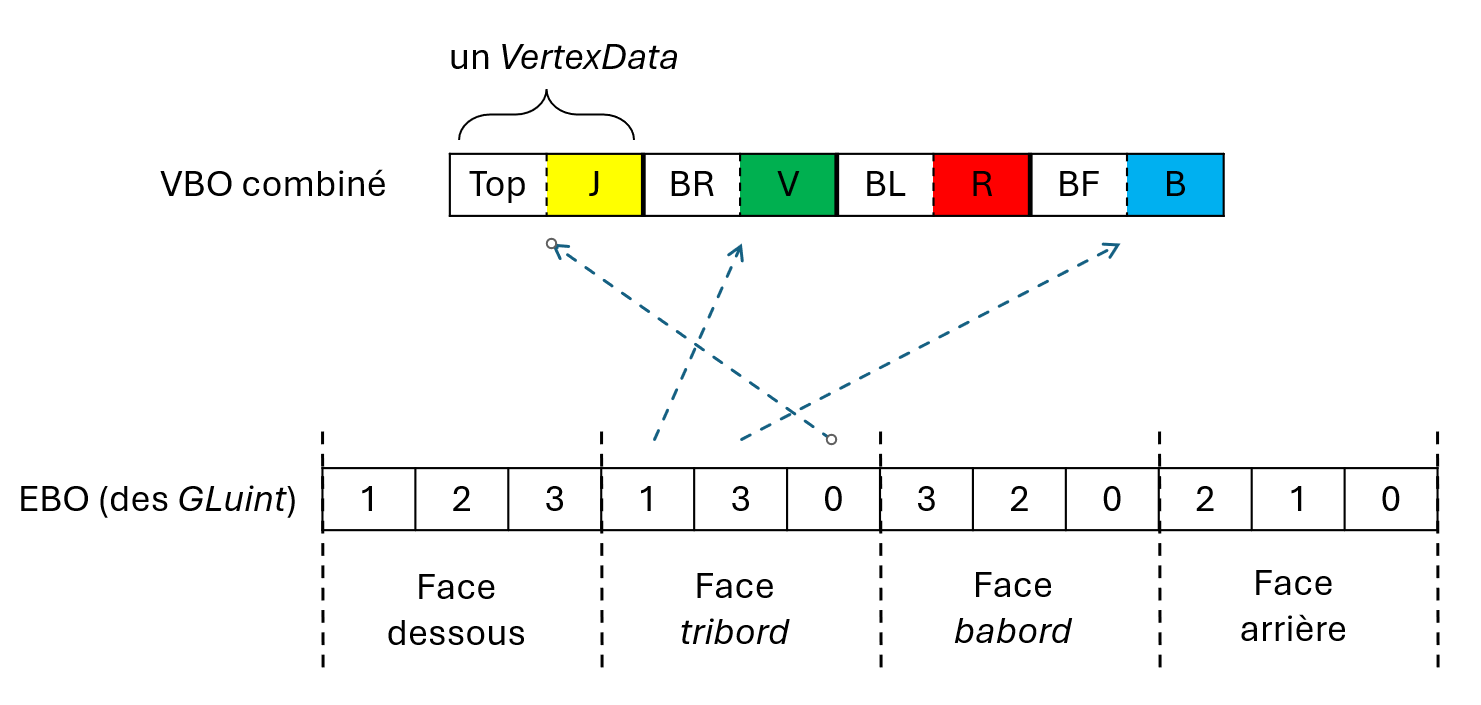 un VertexData
VBO combiné Top J BR V BL R BF B
EBO (des GLuint) 1 2 3 1 3 0 3 2 0 2 1 0
Face Face Face Face
dessous tribord babord arrière